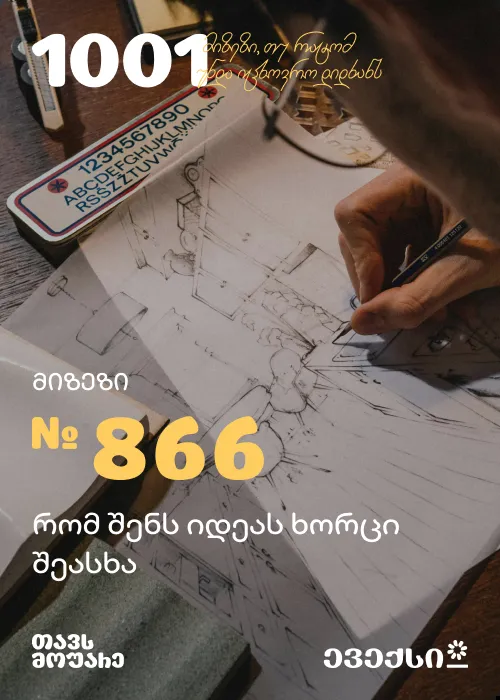 1001
მიზეზი, თუ რატომ
უნდა იცხოვრო დიდხანს
1234567890
ABCDEFGHIJKLMNOP
RSŠZŽTUVW
მიზეზი
№ 866
რომ შენს იდეას ხორცი
შეასხა
თავს
მოუარე
ევექსი